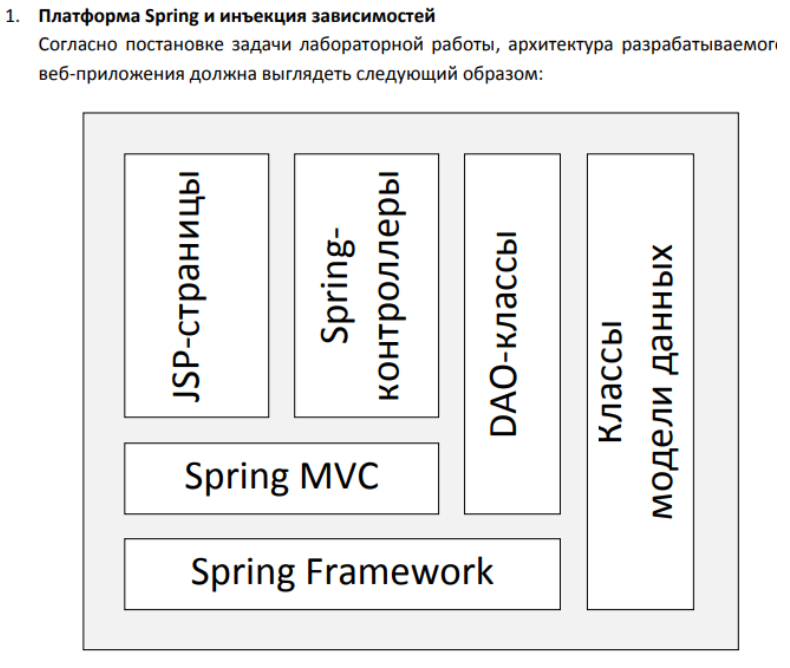 1. Платформа Spring и инъекция зависимостей
Согласно постановке задачи лабораторной работы, архитектура разрабатываемог
веб-приложения должна выглядеть следующий образом:
JSP-страницы
Spring-
контроллеры
DAO-классы
Классы
модели данных
Spring MVC
Spring Framework